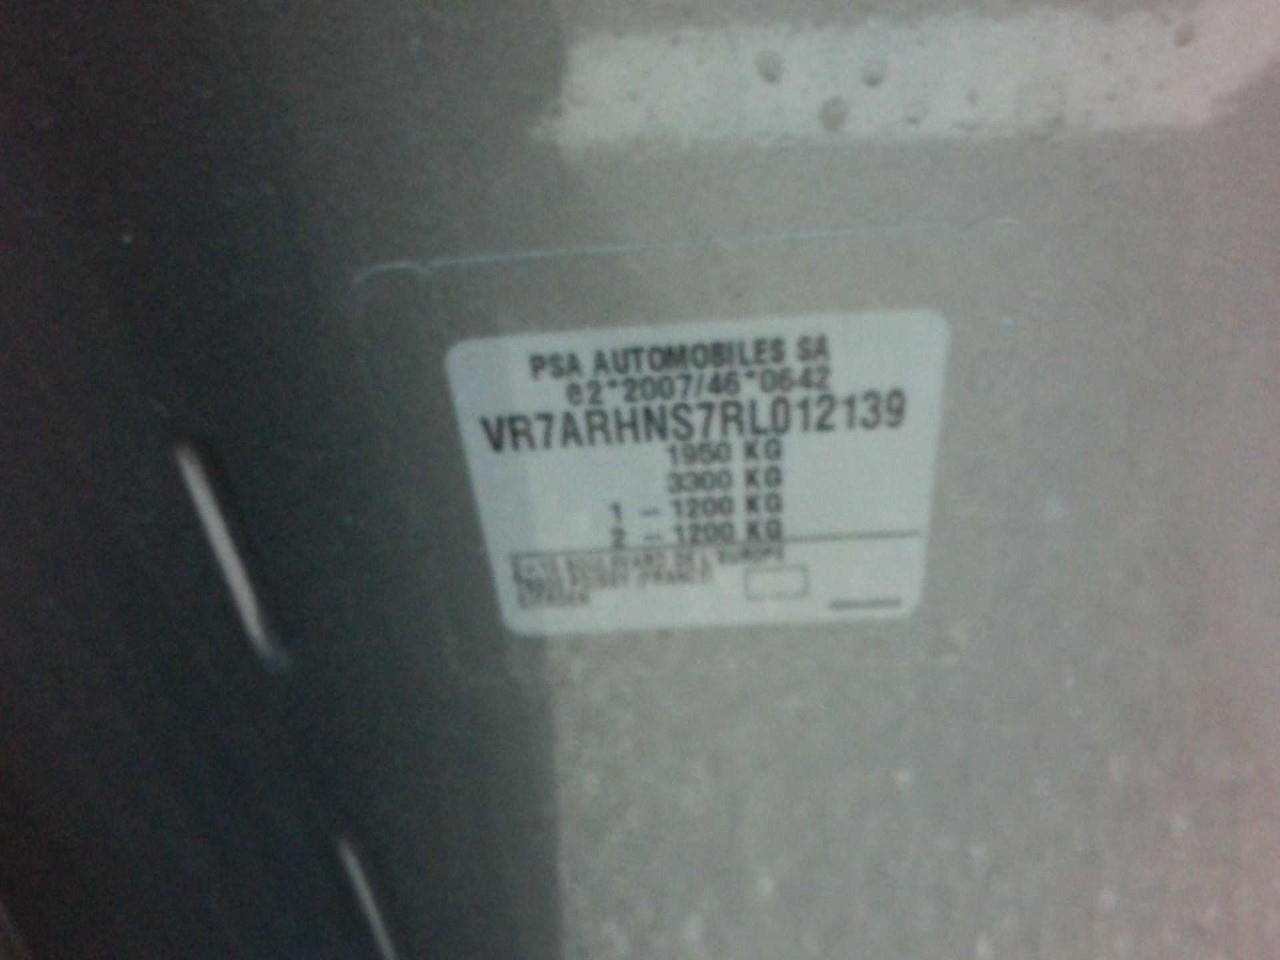 PSA AUTOMOBILES SA
e2*2007/46*0642
VR7ARHNS7RL012139
1950 KG
3300 KG
1 - 1200 KG
2 - 1200 KG